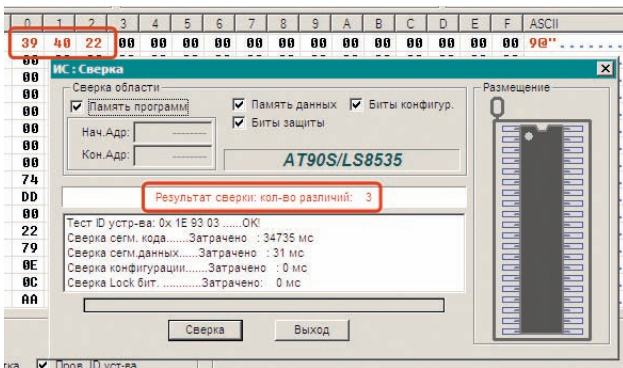 0 1 2 3 4 5 6 7 8 9 A B C D E F ASCII
39 40 22 00 00 00 00 00 00 00 00 00 00 00 00 00 9@".......
00
00
00
00
00
00
00
74
DD
00
22
79
0E
0C
AA
ИС: Сверка
Сверка области
Память программ
Память данных
Биты конфигур.
Биты защиты
Нач.Адр: --------
Кон.Адр: --------
AT90S/LS8535
Размещение
Результат сверки: кол-во различий: 3
Тест ID устр-ва: 0x 1E 93 03 ......OK!
Сверка сегм. кода.......Затрачено : 34735 мс
Сверка сегм.данных......Затрачено : 31 мс
Сверка конфигурации.......Затрачено : 0 мс
Сверка Lock бит. ............Затрачено: 0 мс
Сверка
Выход
Пров. ID уст-ва